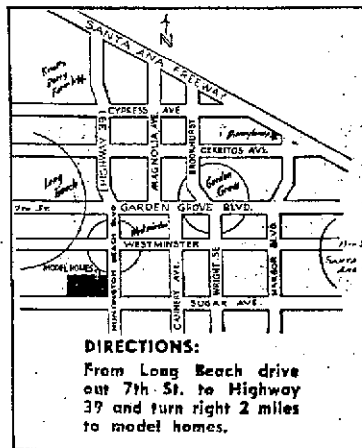 N
SANTA ANA FREEWAY
Knott's
Berry
Farm
CYPRESS AVE
HIGHWAY 39
MAGNOLIA AVE.
BROOKHURST
Disneyland
CERRITOS AVE.
Long
Beach
Garden
Grove
7TH ST.
GARDEN GROVE BLVD.
Westminster
WESTMINSTER
HUNTINGTON BEACH BLVD
CANNERY AVE.
WRIGHT ST.
HARBOR BLVD.
SANTA
ANA
MODEL HOMES
SUGAR AVE.
DIRECTIONS:
From Long Beach drive
out 7th St. to Highway
39 and turn right 2 miles
to model homes.